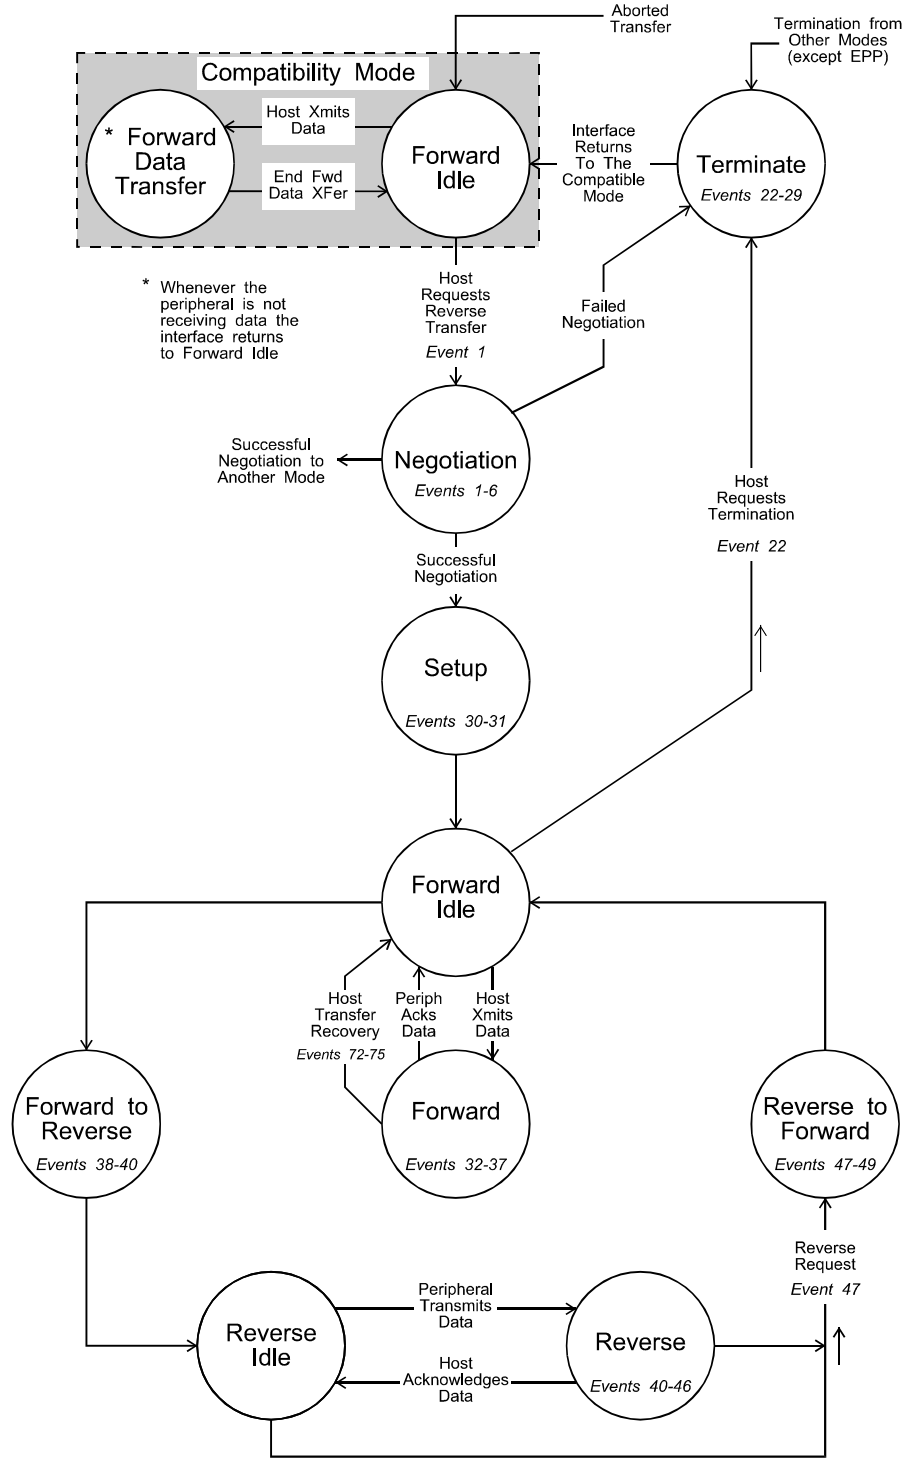 Aborted
Transfer
Termination from
Other Modes
(except EPP)
Compatibility Mode
* Forward
Data
Transfer
Host Xmits
Data
End Fwd
Data XFer
Forward
Idle
Interface
Returns
To The
Compatible
Mode
Terminate
Events 22-29
* Whenever the
peripheral is not
receiving data the
interface returns
to Forward Idle
Host
Requests
Reverse
Transfer
Event 1
Failed
Negotiation
Successful
Negotiation to
Another Mode
Negotiation
Events 1-6
Host
Requests
Termination
Event 22
Successful
Negotiation
Setup
Events 30-31
Forward
Idle
Host
Transfer
Recovery
Events 72-75
Periph
Acks
Data
Host
Xmits
Data
Forward to
Reverse
Events 38-40
Forward
Events 32-37
Reverse to
Forward
Events 47-49
Reverse
Request
Event 47
Reverse
Idle
Peripheral
Transmits
Data
Host
Acknowledges
Data
Reverse
Events 40-46